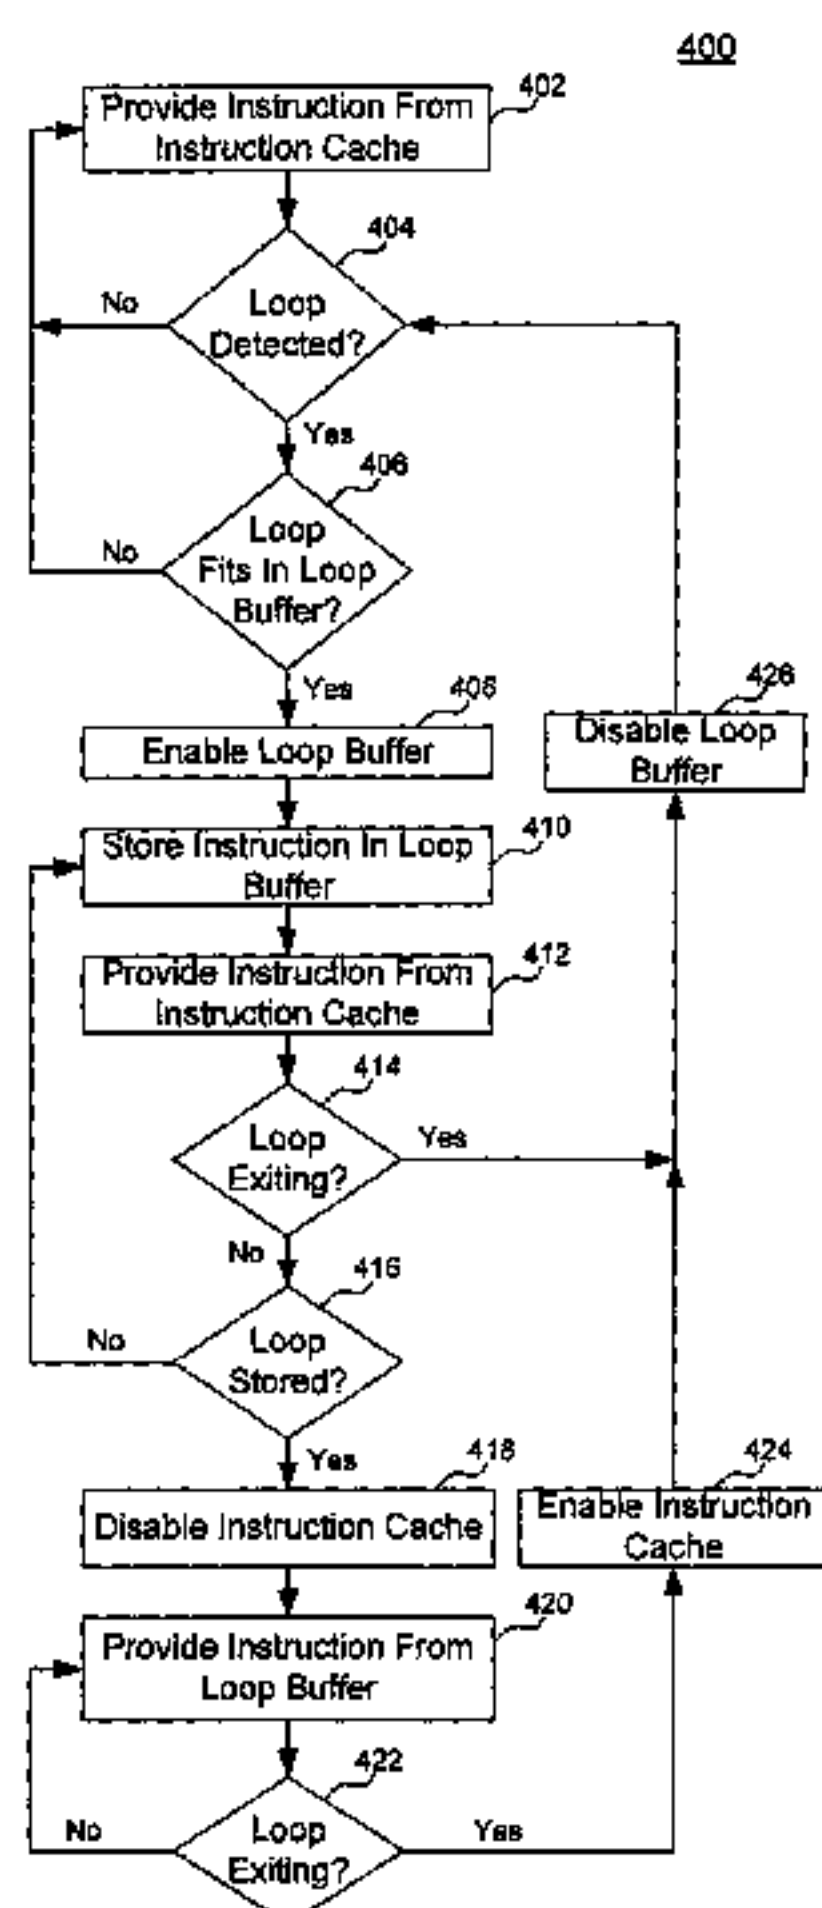 400
402
Provide Instruction From
Instruction Cache
404
Loop
Detected?
No
Yes
406
Loop
Fits In Loop
Buffer?
No
Yes
408
Enable Loop Buffer
426
Disable Loop
Buffer
410
Store Instruction In Loop
Buffer
412
Provide Instruction From
Instruction Cache
414
Loop
Exiting?
Yes
No
416
Loop
Stored?
No
Yes
418
Disable Instruction Cache
424
Enable Instruction
Cache
420
Provide Instruction From
Loop Buffer
422
Loop
Exiting?
No
Yes